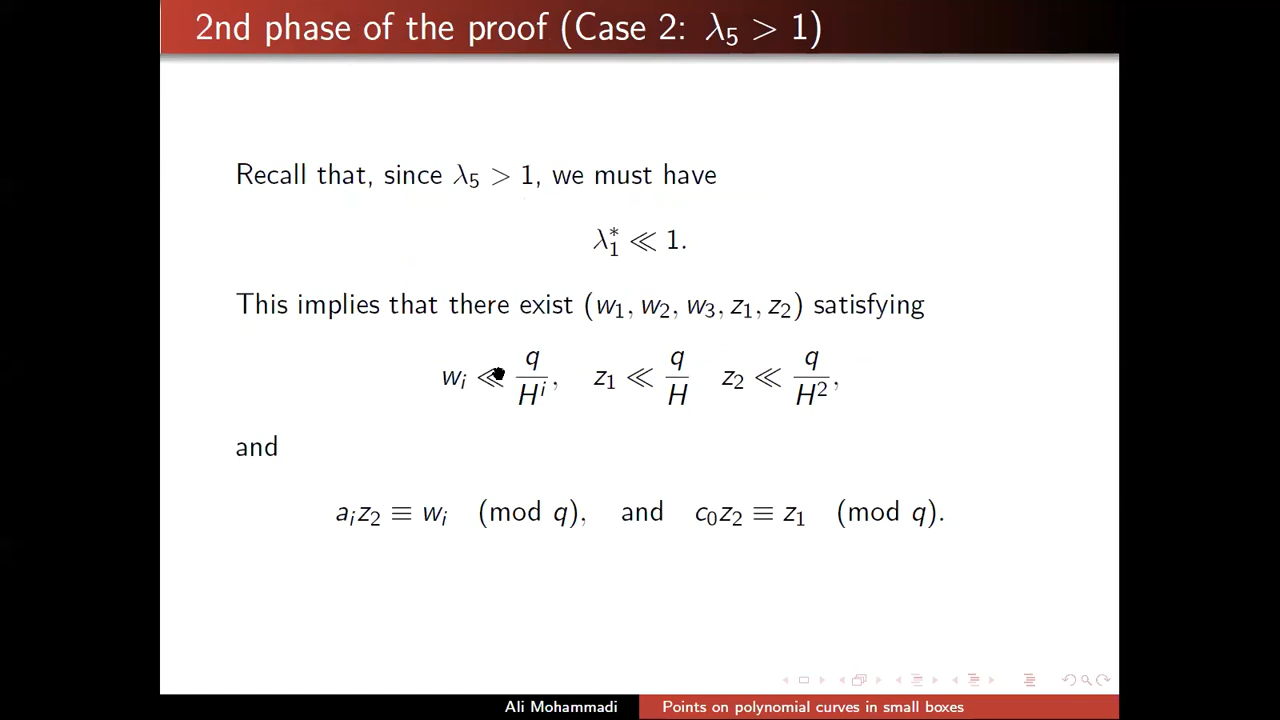 2nd phase of the proof (Case 2: λ₅ > 1)
Recall that, since λ₅ > 1, we must have
λ₁* ≪ 1.
This implies that there exist (w₁, w₂, w₃, z₁, z₂) satisfying
wᵢ ≪ q/Hⁱ, z₁ ≪ q/H z₂ ≪ q/H²,
and
aᵢz₂ ≡ wᵢ (mod q), and c₀z₂ ≡ z₁ (mod q).
Ali Mohammadi Points on polynomial curves in small boxes